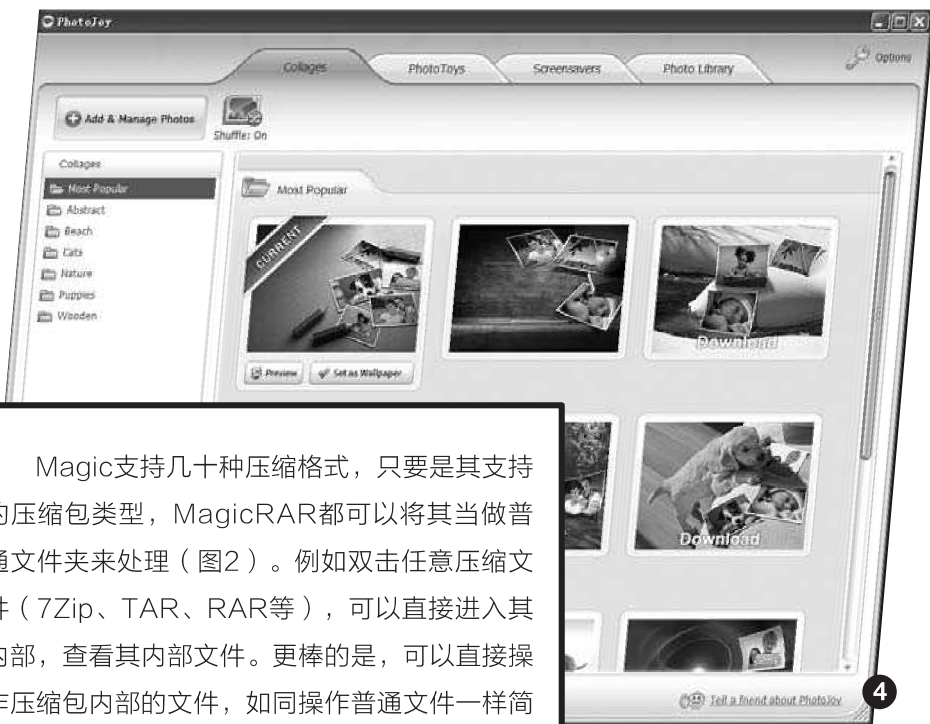 PhotoJoy
Collages PhotoToys Screensavers Photo Library Options
Add & Manage Photos
Shuffle: On
Collages
Most Popular
Abstract
Beach
Cats
Nature
Puppies
Wooden
Most Popular
CURRENT
Download
Preview Set as Wallpaper
Download
Tell a friend about PhotoJoy
4
Magic支持几十种压缩格式，只要是其支持
的压缩包类型，MagicRAR都可以将其当做普
通文件夹来处理（图2）。例如双击任意压缩文
件（7Zip、TAR、RAR等），可以直接进入其
内部，查看其内部文件。更棒的是，可以直接操
作压缩包内部的文件，如同操作普通文件一样简